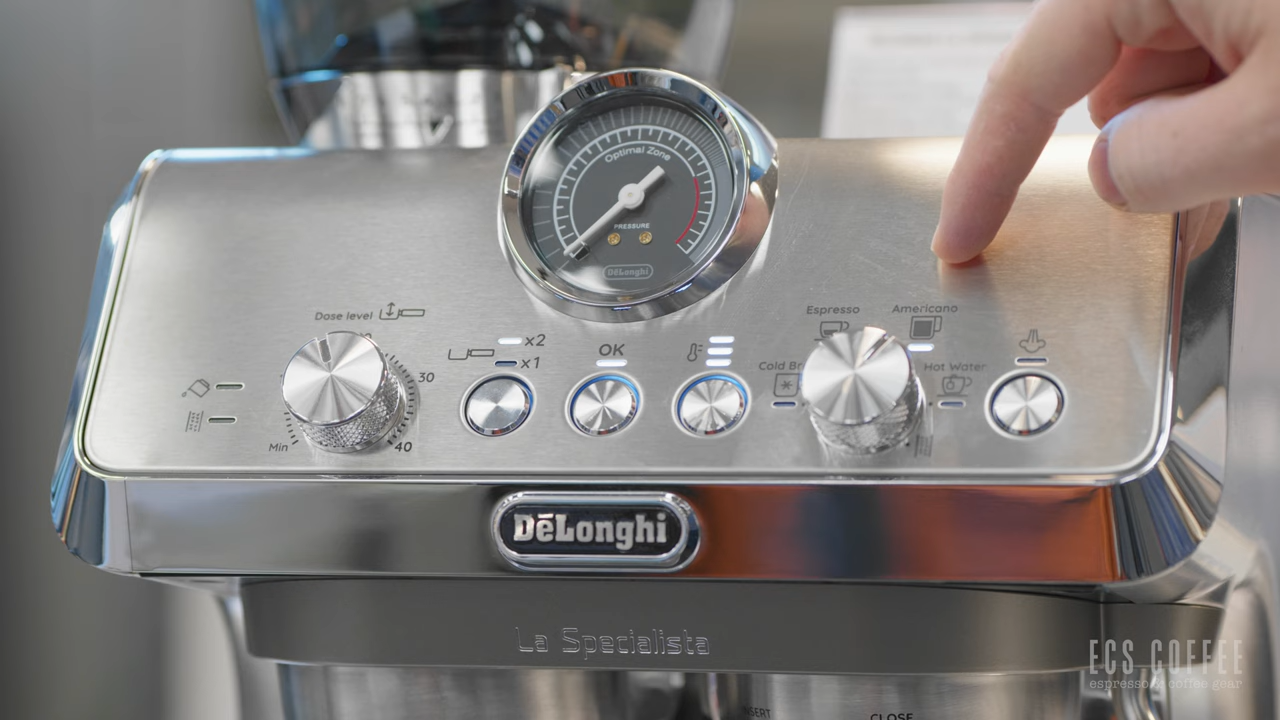 Optimal Zone
PRESSURE
DeLonghi
Dose level
30
40
Min
x2
x1
OK
Espresso
Americano
Cold Br
Hot Water
DēLonghi
La Specialista
CLOSE
ECS COFFEE
espresso & coffee gear